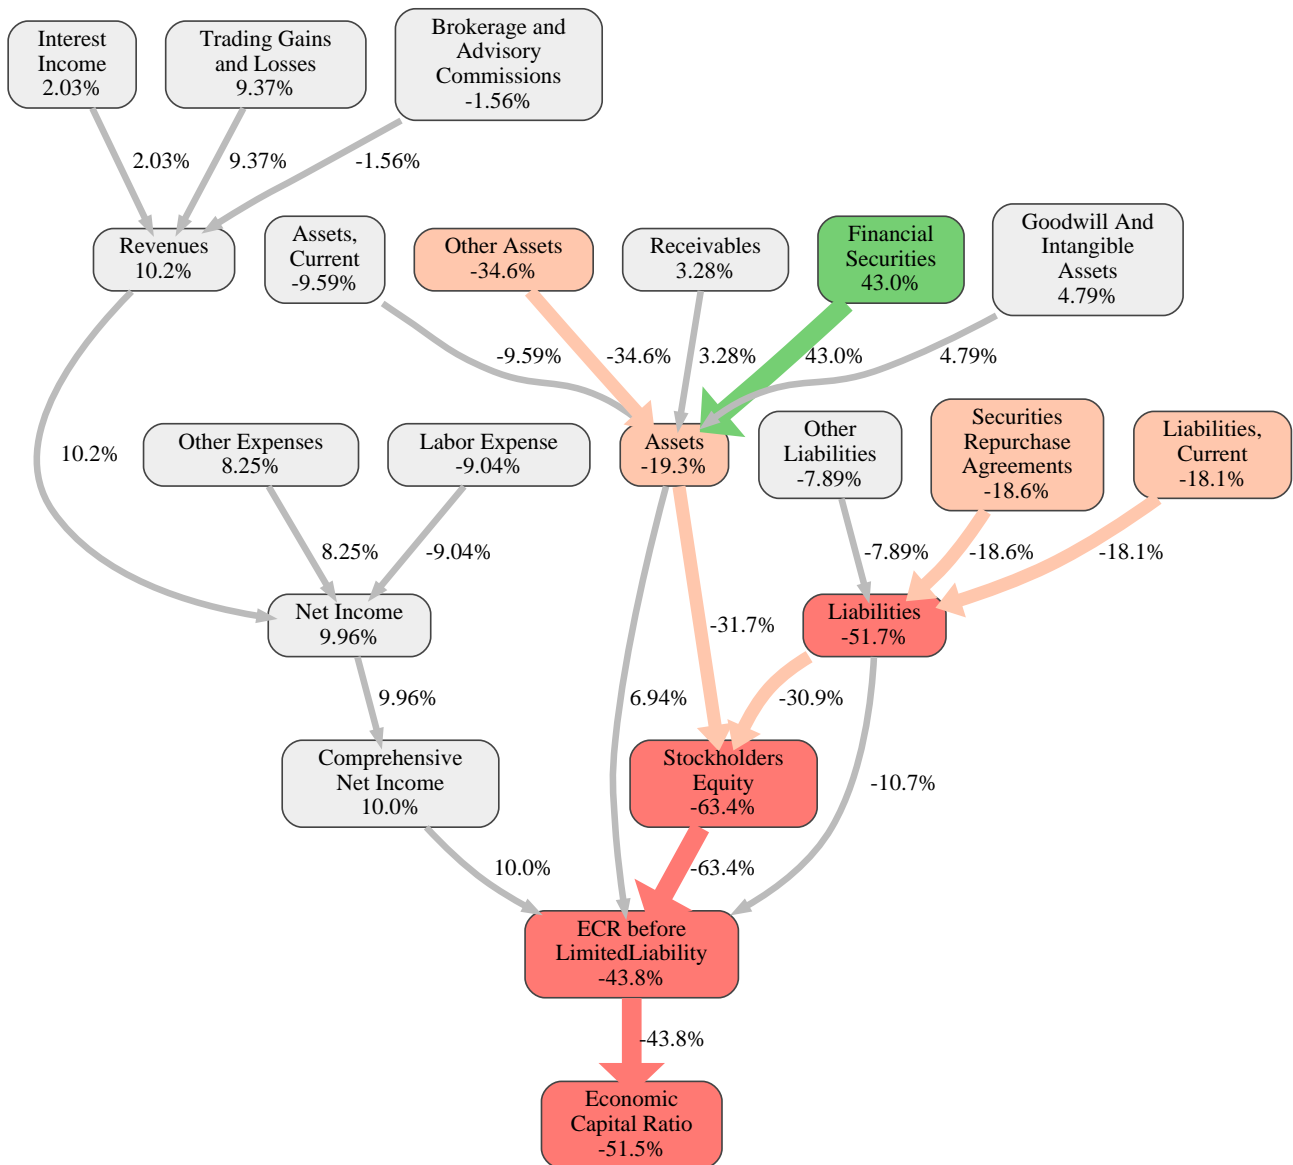 Interest
Income
2.03%
Trading Gains
and Losses
9.37%
Brokerage and
Advisory
Commissions
-1.56%
2.03%
9.37%
-1.56%
Revenues
10.2%
Assets,
Current
-9.59%
Other Assets
-34.6%
Receivables
3.28%
Financial
Securities
43.0%
Goodwill And
Intangible
Assets
4.79%
-9.59%
-34.6%
3.28%
43.0%
4.79%
10.2%
Other Expenses
8.25%
Labor Expense
-9.04%
Assets
-19.3%
Other
Liabilities
-7.89%
Securities
Repurchase
Agreements
-18.6%
Liabilities,
Current
-18.1%
8.25%
-9.04%
-7.89%
-18.6%
-18.1%
Net Income
9.96%
-31.7%
Liabilities
-51.7%
9.96%
6.94%
-30.9%
Comprehensive
Net Income
10.0%
Stockholders
Equity
-63.4%
-10.7%
10.0%
-63.4%
ECR before
LimitedLiability
-43.8%
-43.8%
Economic
Capital Ratio
-51.5%